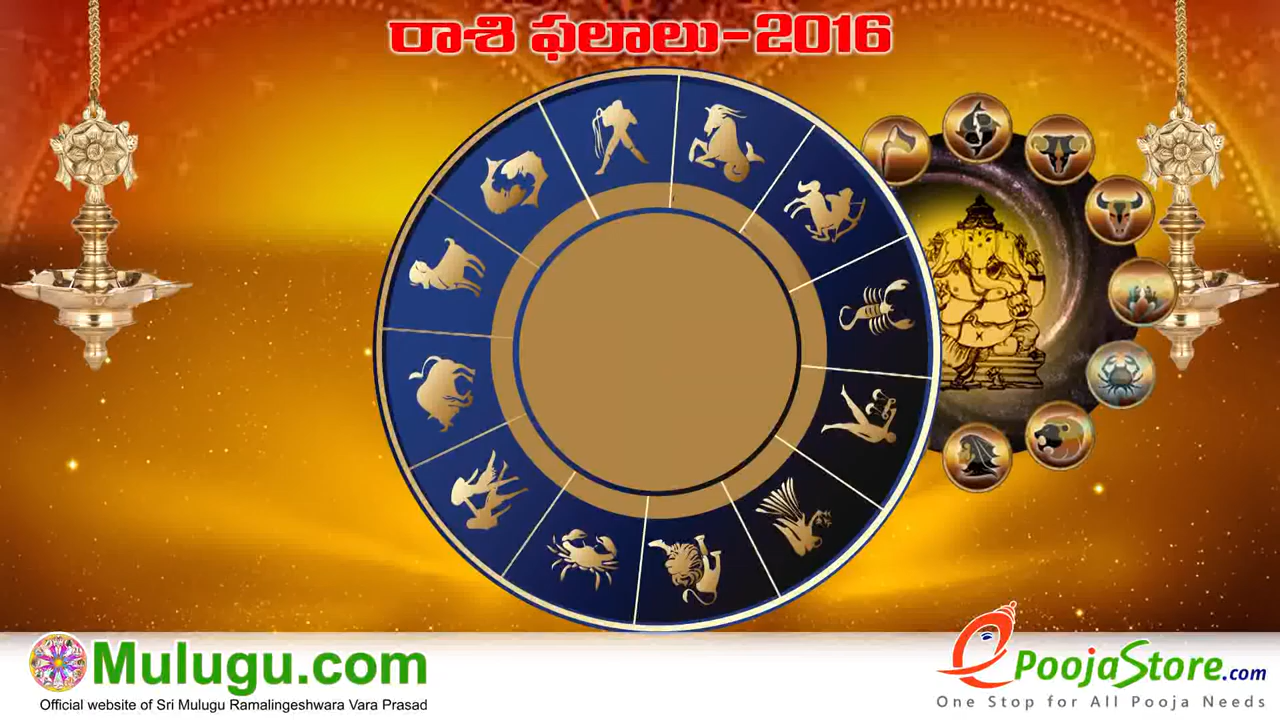 రాశి ఫలాలు-2016
Mulugu.com
Official website of Sri Mulugu Ramalingeshwara Vara Prasad
ePoojaStore.com
One Stop for All Pooja Needs